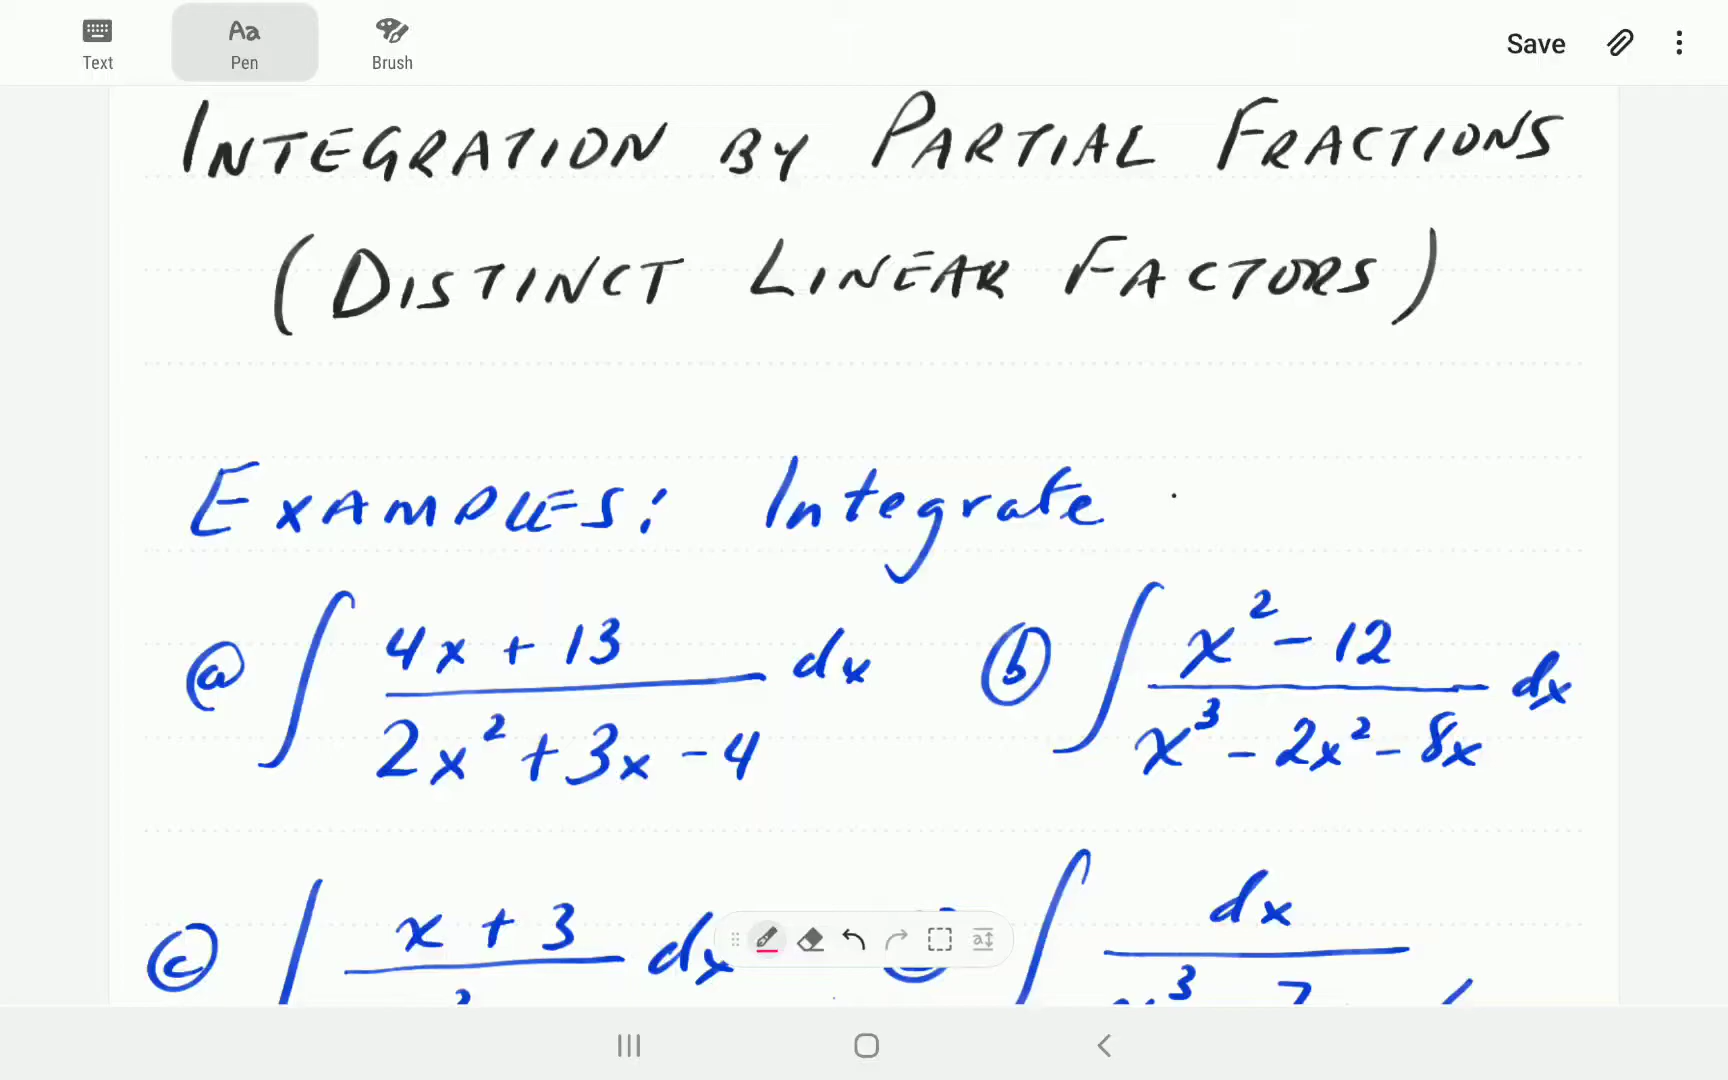 Text
Aa
Pen
Brush
Save
INTEGRATION BY PARTIAL FRACTIONS
(DISTINCT LINEAR FACTORS)
EXAMPLES: Integrate
ⓐ ∫ (4x + 13)/(2x² + 3x - 4) dx ⓑ ∫ (x² - 12)/(x³ - 2x² - 8x) dx
ⓒ ∫ x + 3 dx ∫ dx